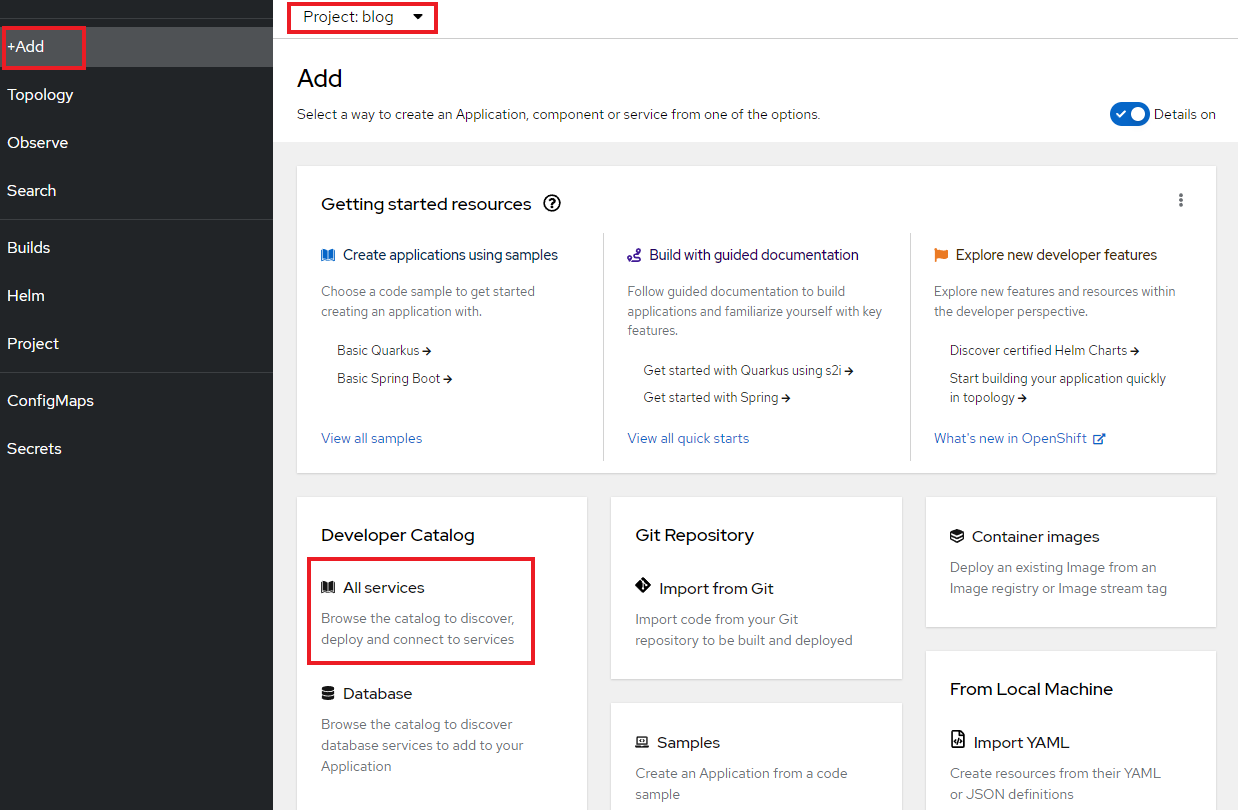 +Add
Topology
Observe
Search
Builds
Helm
Project
ConfigMaps
Secrets
Project: blog
Add
Select a way to create an Application, component or service from one of the options.
Details on
Getting started resources
Create applications using samples
Choose a code sample to get started
creating an application with.
Basic Quarkus
Basic Spring Boot
View all samples
Build with guided documentation
Follow guided documentation to build
applications and familiarize yourself with key
features.
Get started with Quarkus using s2i
Get started with Spring
View all quick starts
Explore new developer features
Explore new features and resources within
the developer perspective.
Discover certified Helm Charts
Start building your application quickly
in topology
What's new in OpenShift
Developer Catalog
All services
Browse the catalog to discover,
deploy and connect to services
Database
Browse the catalog to discover
database services to add to your
Application
Git Repository
Import from Git
Import code from your Git
repository to be built and deployed
Samples
Create an Application from a code
sample
Container images
Deploy an existing Image from an
Image registry or Image stream tag
From Local Machine
Import YAML
Create resources from their YAML
or JSON definitions